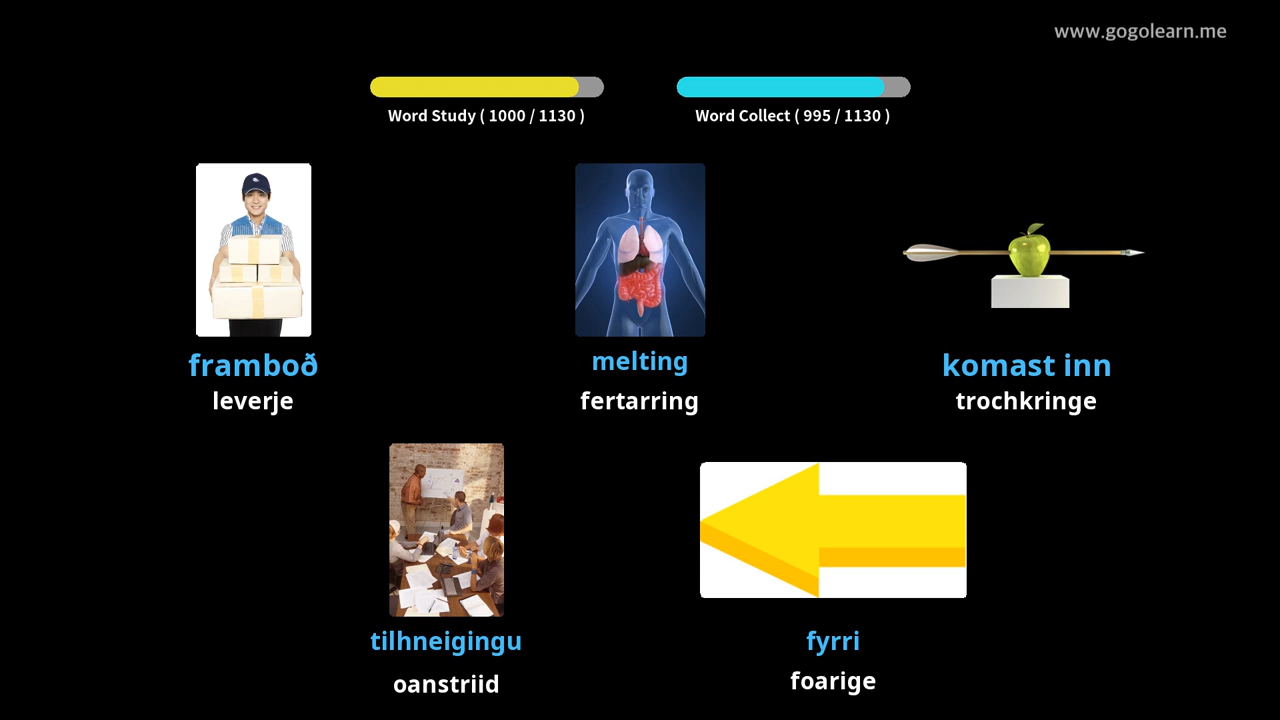 www.gogolearn.me
Word Study ( 1000 / 1130 )
Word Collect ( 995 / 1130 )
framboð
melting
komast inn
leverje
fertarring
trochkringe
tilhneigingu
fyrri
oanstriid
foarige